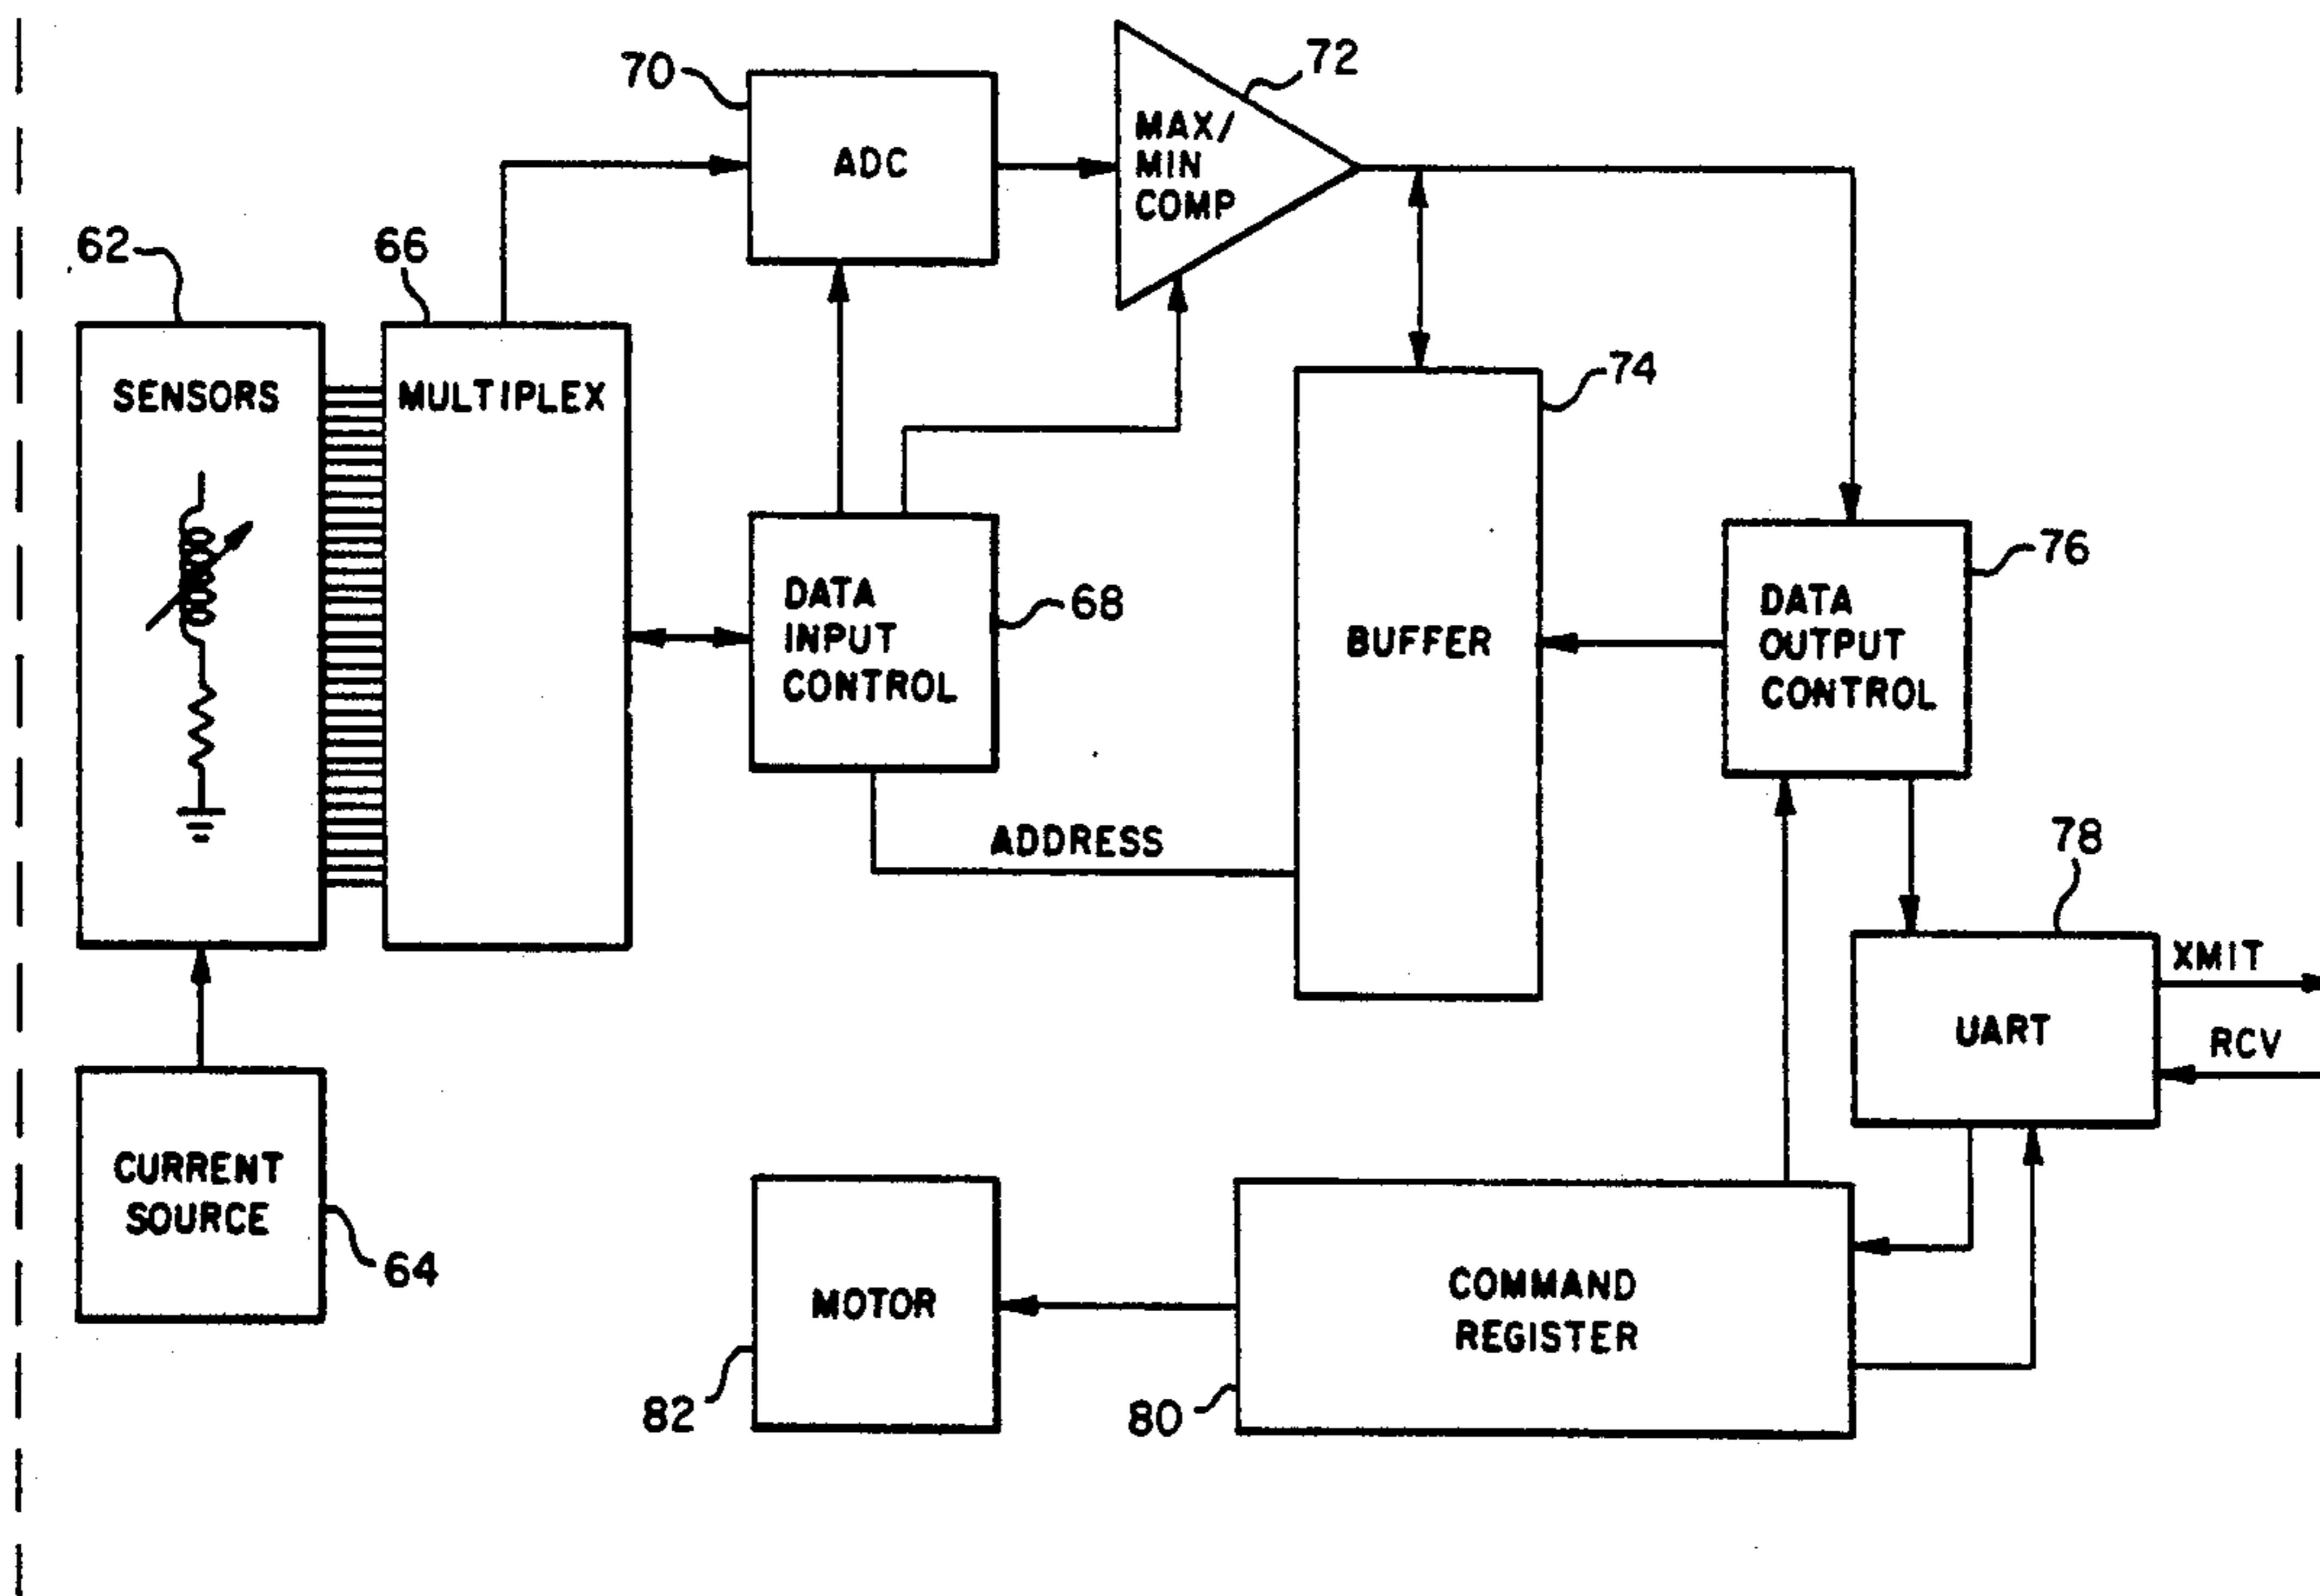 70
ADC
72
MAX/
MIN
COMP
62
66
SENSORS
MULTIPLEX
74
BUFFER
76
DATA
OUTPUT
CONTROL
68
DATA
INPUT
CONTROL
ADDRESS
78
XMIT
UART
RCV
CURRENT
SOURCE
64
MOTOR
82
COMMAND
REGISTER
80